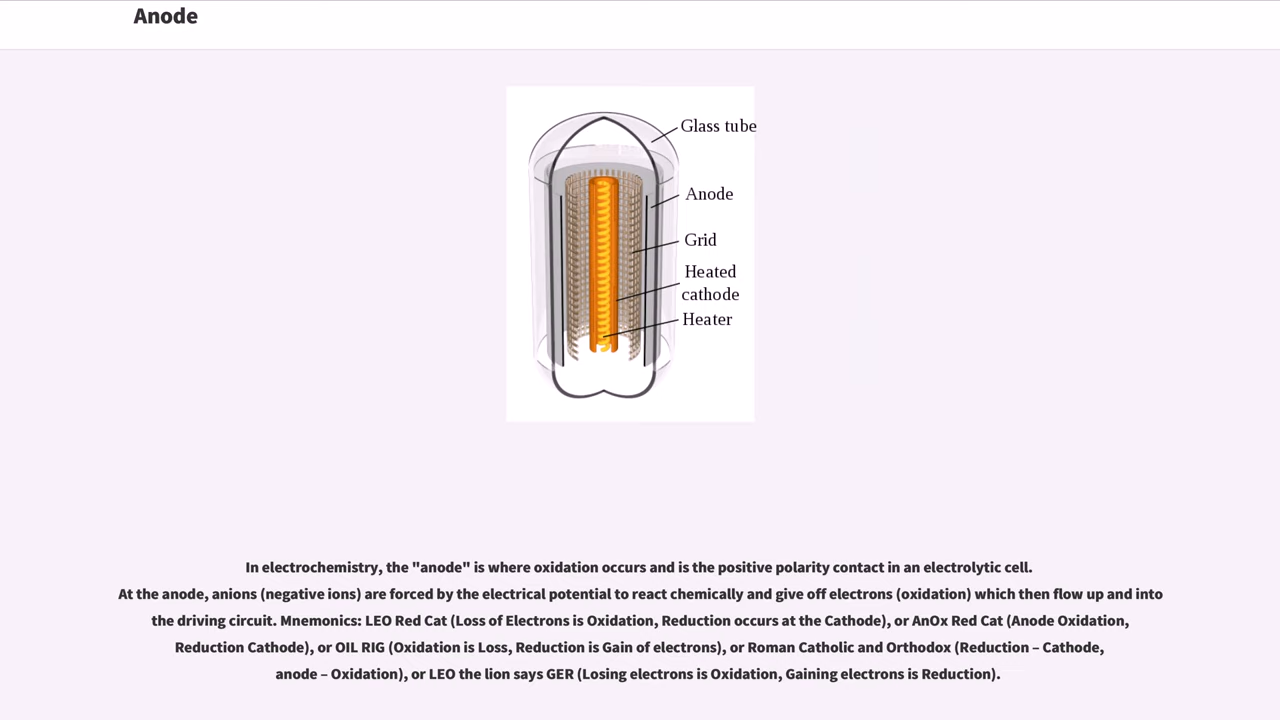 Anode
Glass tube
Anode
Grid
Heated
cathode
Heater
In electrochemistry, the "anode" is where oxidation occurs and is the positive polarity contact in an electrolytic cell.
At the anode, anions (negative ions) are forced by the electrical potential to react chemically and give off electrons (oxidation) which then flow up and into
the driving circuit. Mnemonics: LEO Red Cat (Loss of Electrons is Oxidation, Reduction occurs at the Cathode), or AnOx Red Cat (Anode Oxidation,
Reduction Cathode), or OIL RIG (Oxidation is Loss, Reduction is Gain of electrons), or Roman Catholic and Orthodox (Reduction – Cathode,
anode – Oxidation), or LEO the lion says GER (Losing electrons is Oxidation, Gaining electrons is Reduction).